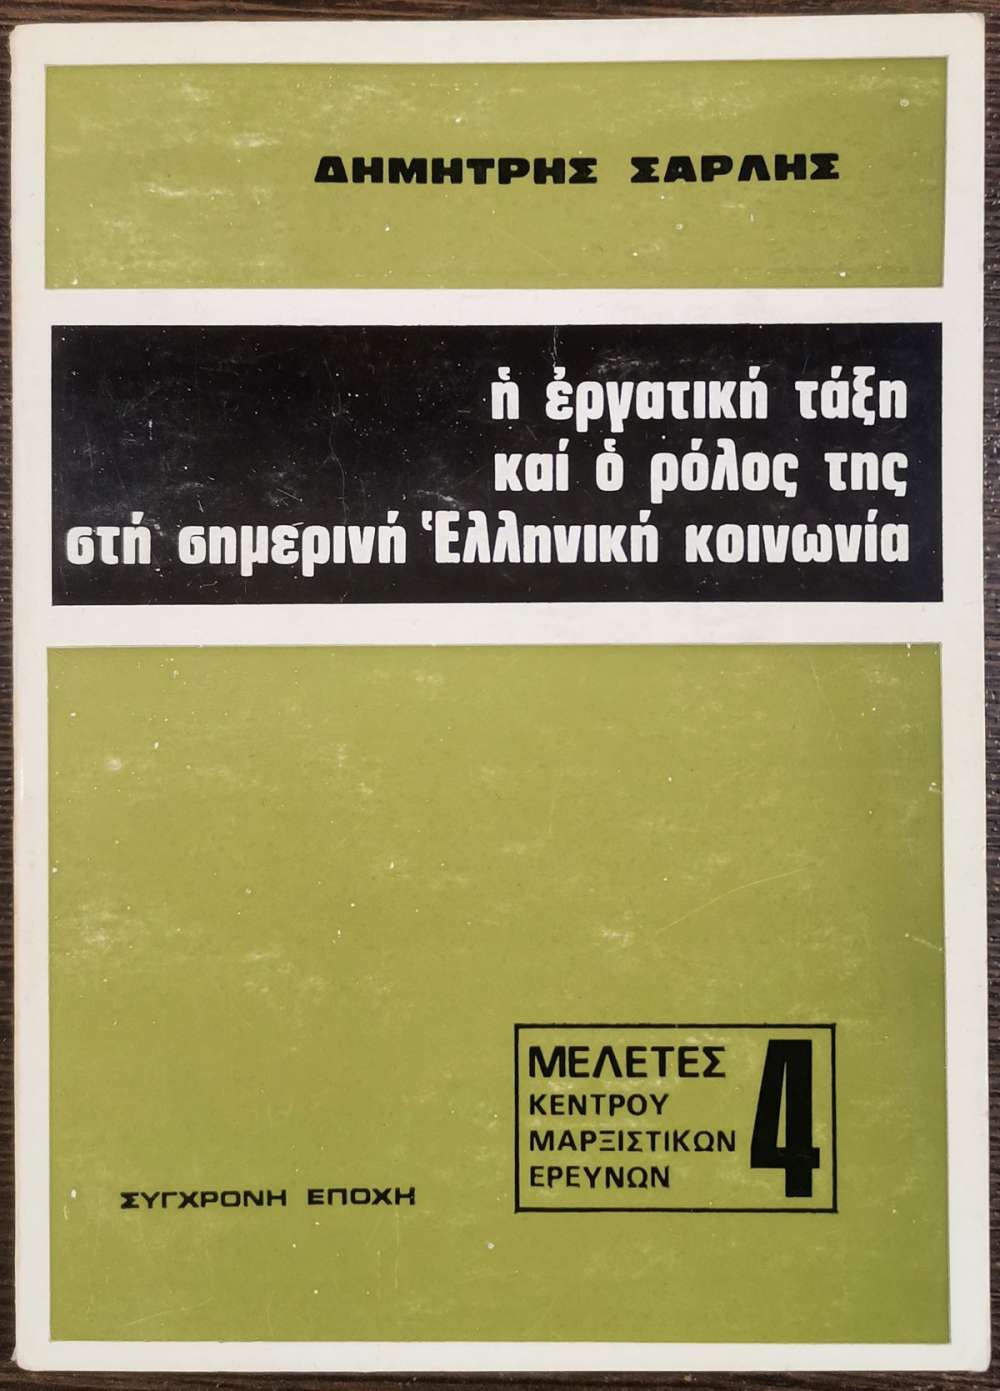 ΔΗΜΗΤΡΗΣ ΣΑΡΛΗΣ
ἡ ἐργατική τάξη
καί ὁ ρόλος της
στή σημερινή Ἑλληνική κοινωνία
ΜΕΛΕΤΕΣ
ΚΕΝΤΡΟΥ
ΜΑΡΞΙΣΤΙΚΩΝ
ΕΡΕΥΝΩΝ
4
ΣΥΓΧΡΟΝΗ ΕΠΟΧΗ